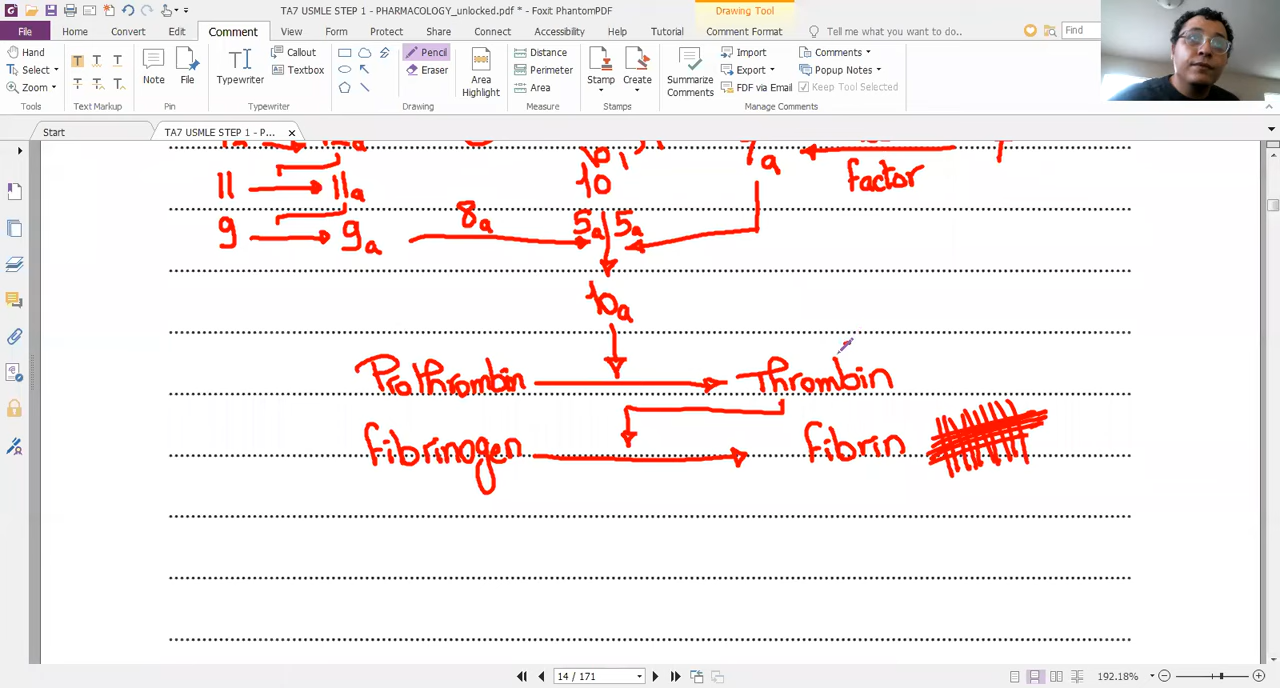 TA7 USMLE STEP 1 - PHARMACOLOGY_unlocked.pdf * - Foxit PhantomPDF
Drawing Tool
File Home Convert Edit Comment View Form Protect Share Connect Accessibility Help Tutorial Comment Format Tell me what you want to do.. Find
Hand
Select
Zoom
Tools
Text Markup
Note
File
Pin
Typewriter
Callout
Textbox
Typewriter
Pencil
Eraser
Drawing
Area Highlight
Distance
Perimeter
Area
Measure
Stamp
Create
Stamps
Summarize Comments
Import
Export
FDF via Email
Comments
Popup Notes
Keep Tool Selected
Manage Comments
Start
TA7 USMLE STEP 1 - P...
10,
7a
factor
11
11a
10
9
9a
8a
5a
5a
10a
Prothrombin
Thrombin
fibrinogen
fibrin
14 / 171
192.18%